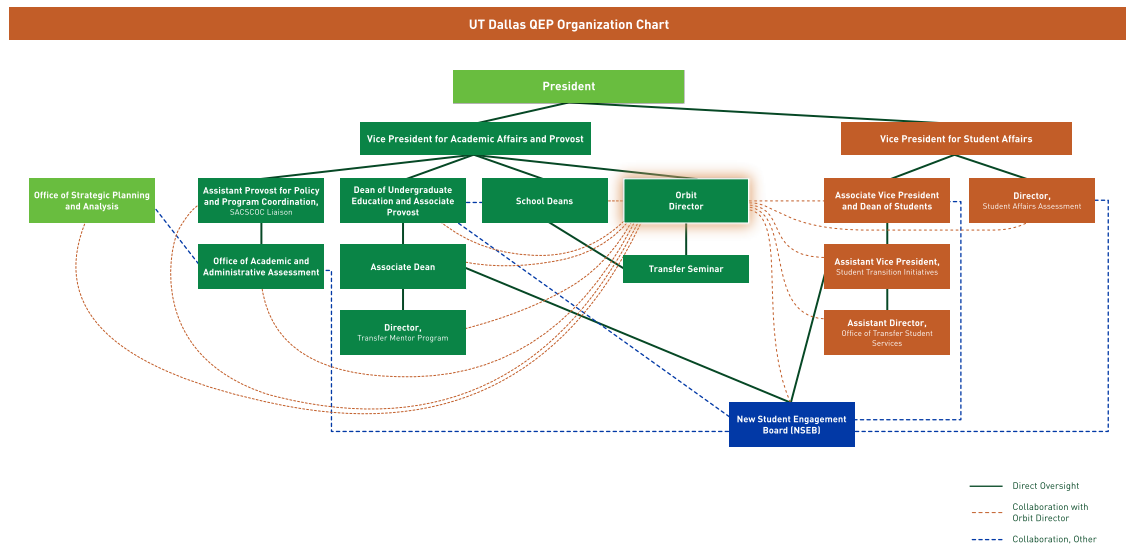 UT Dallas QEP Organization Chart
President
Vice President for Academic Affairs and Provost
Vice President for Student Affairs
Office of Strategic Planning
and Analysis
Assistant Provost for Policy
and Program Coordination,
SACSCOC Liaison
Dean of Undergraduate
Education and Associate
Provost
School Deans
Orbit
Director
Associate Vice President
and Dean of Students
Director,
Student Affairs Assessment
Office of Academic and
Administrative Assessment
Associate Dean
Transfer Seminar
Assistant Vice President,
Student Transition Initiatives
Director,
Transfer Mentor Program
Assistant Director,
Office of Transfer Student
Services
New Student Engagement
Board (NSEB)
Direct Oversight
Collaboration with
Orbit Director
Collaboration, Other